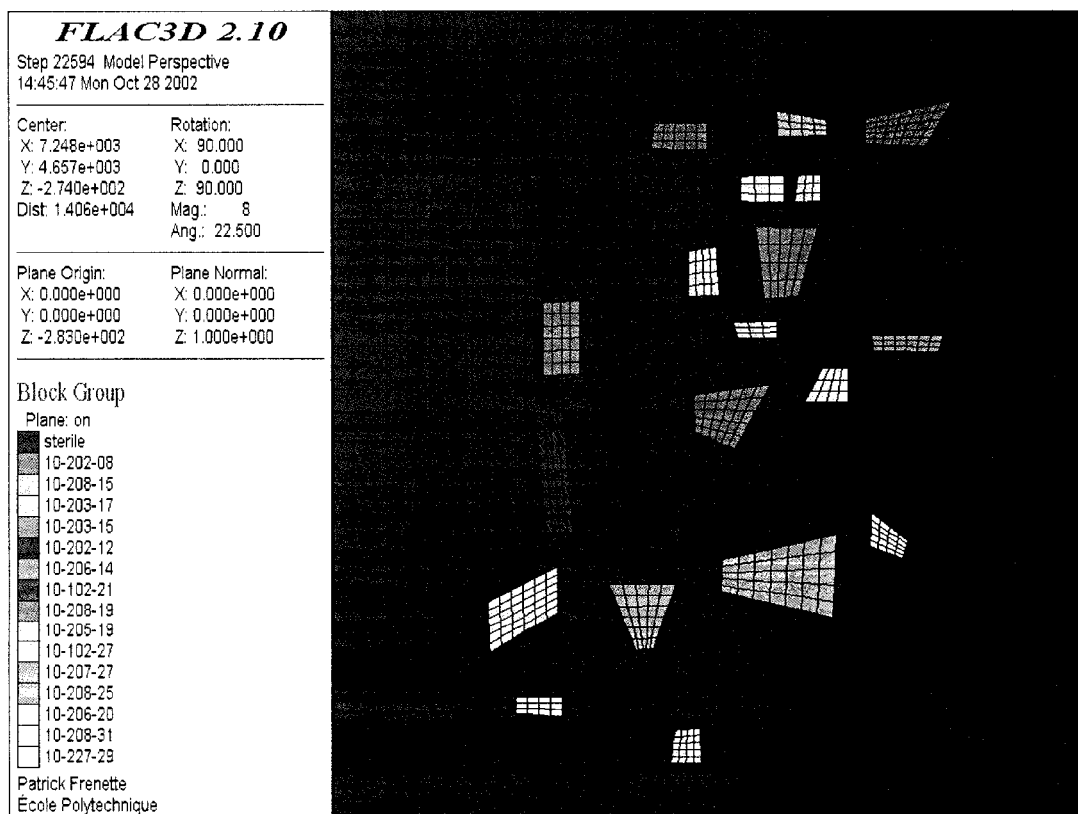 FLAC3D 2.10
Step 22594 Model Perspective
14:45:47 Mon Oct 28 2002
Center: Rotation:
X: 7.248e+003 X: 90.000
Y: 4.657e+003 Y: 0.000
Z: -2.740e+002 Z: 90.000
Dist: 1.406e+004 Mag.: 8
Ang.: 22.500
Plane Origin: Plane Normal:
X: 0.000e+000 X: 0.000e+000
Y: 0.000e+000 Y: 0.000e+000
Z: -2.830e+002 Z: 1.000e+000
Block Group
Plane: on
sterile
10-202-08
10-208-15
10-203-17
10-203-15
10-202-12
10-206-14
10-102-21
10-208-19
10-205-19
10-102-27
10-207-27
10-208-25
10-206-20
10-208-31
10-227-29
Patrick Frenette
École Polytechnique